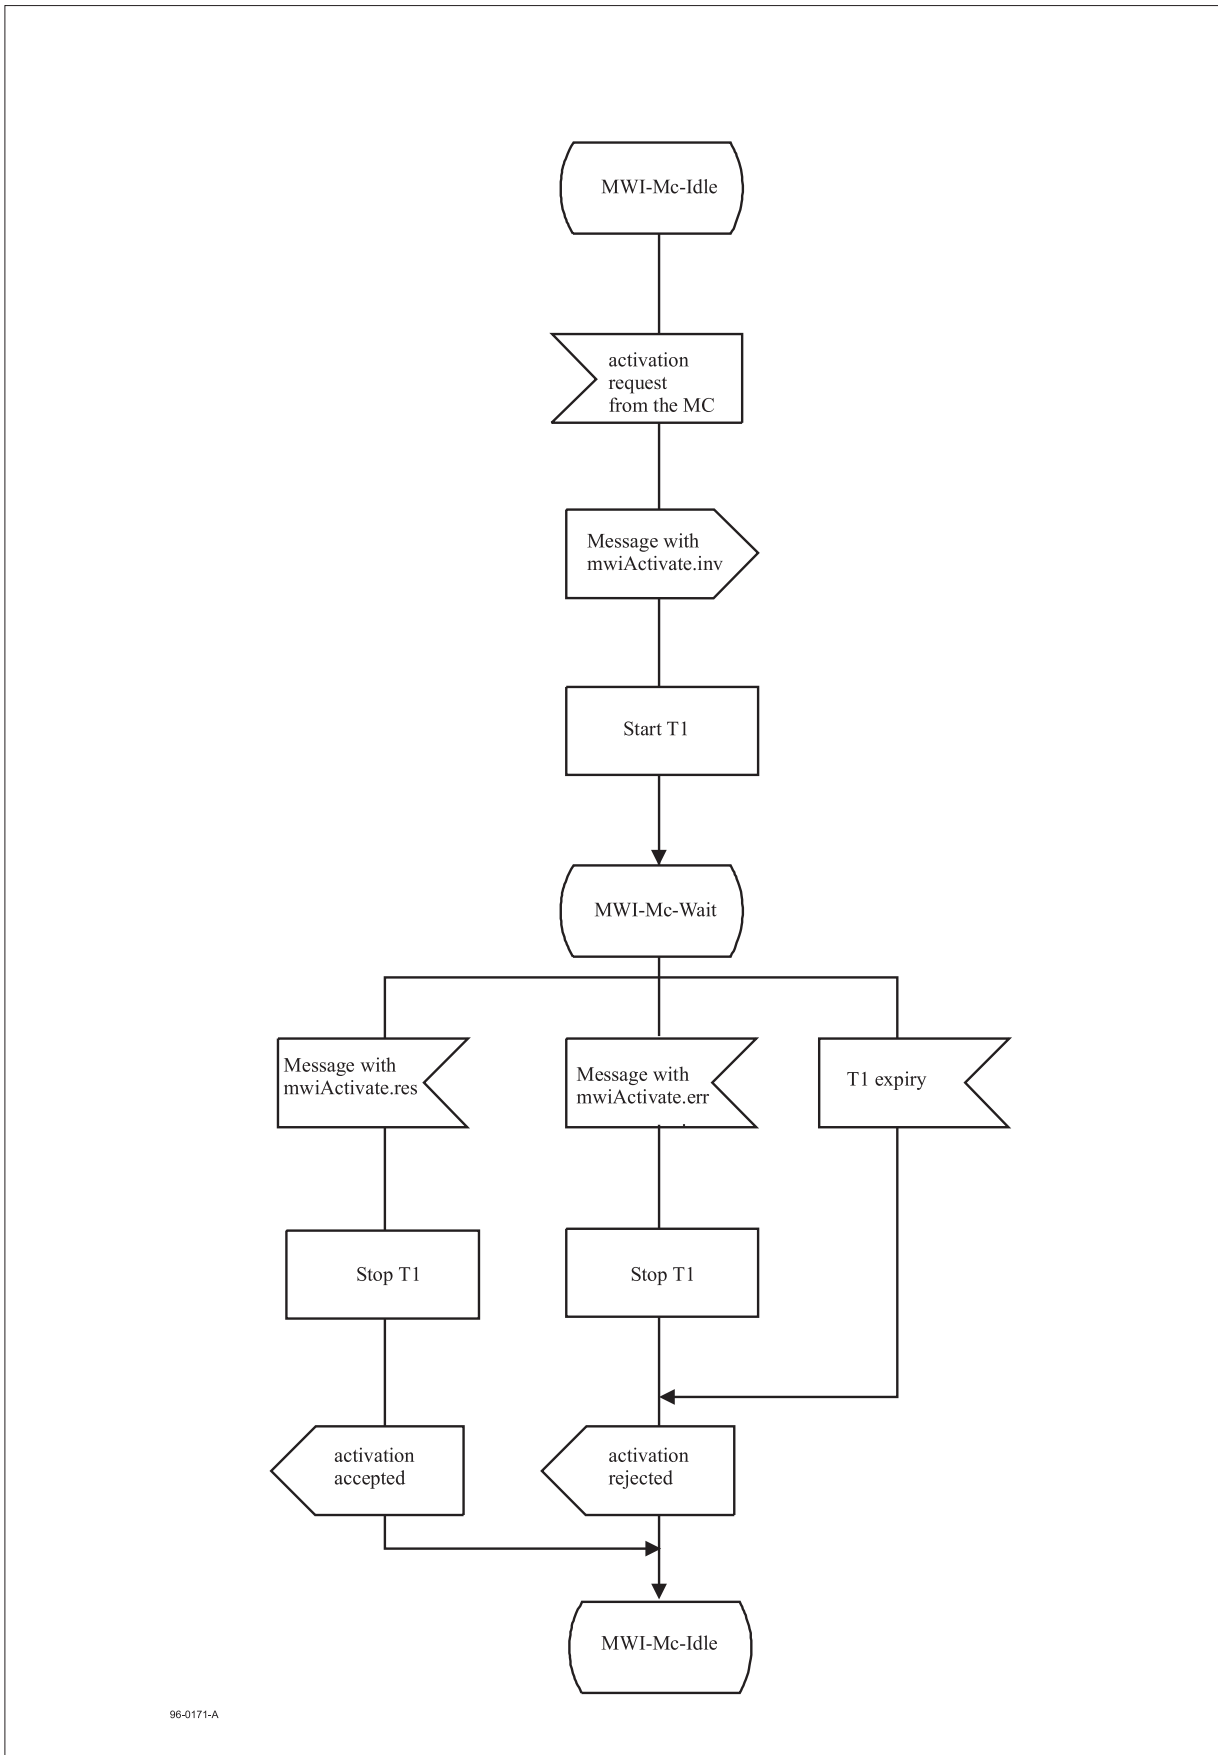 MWI-Mc-Idle
activation
request
from the MC
Message with
mwiActivate.inv
Start T1
MWI-Mc-Wait
Message with
mwiActivate.res
Message with
mwiActivate.err
T1 expiry
Stop T1
Stop T1
activation
accepted
activation
rejected
MWI-Mc-Idle
96-0171-A